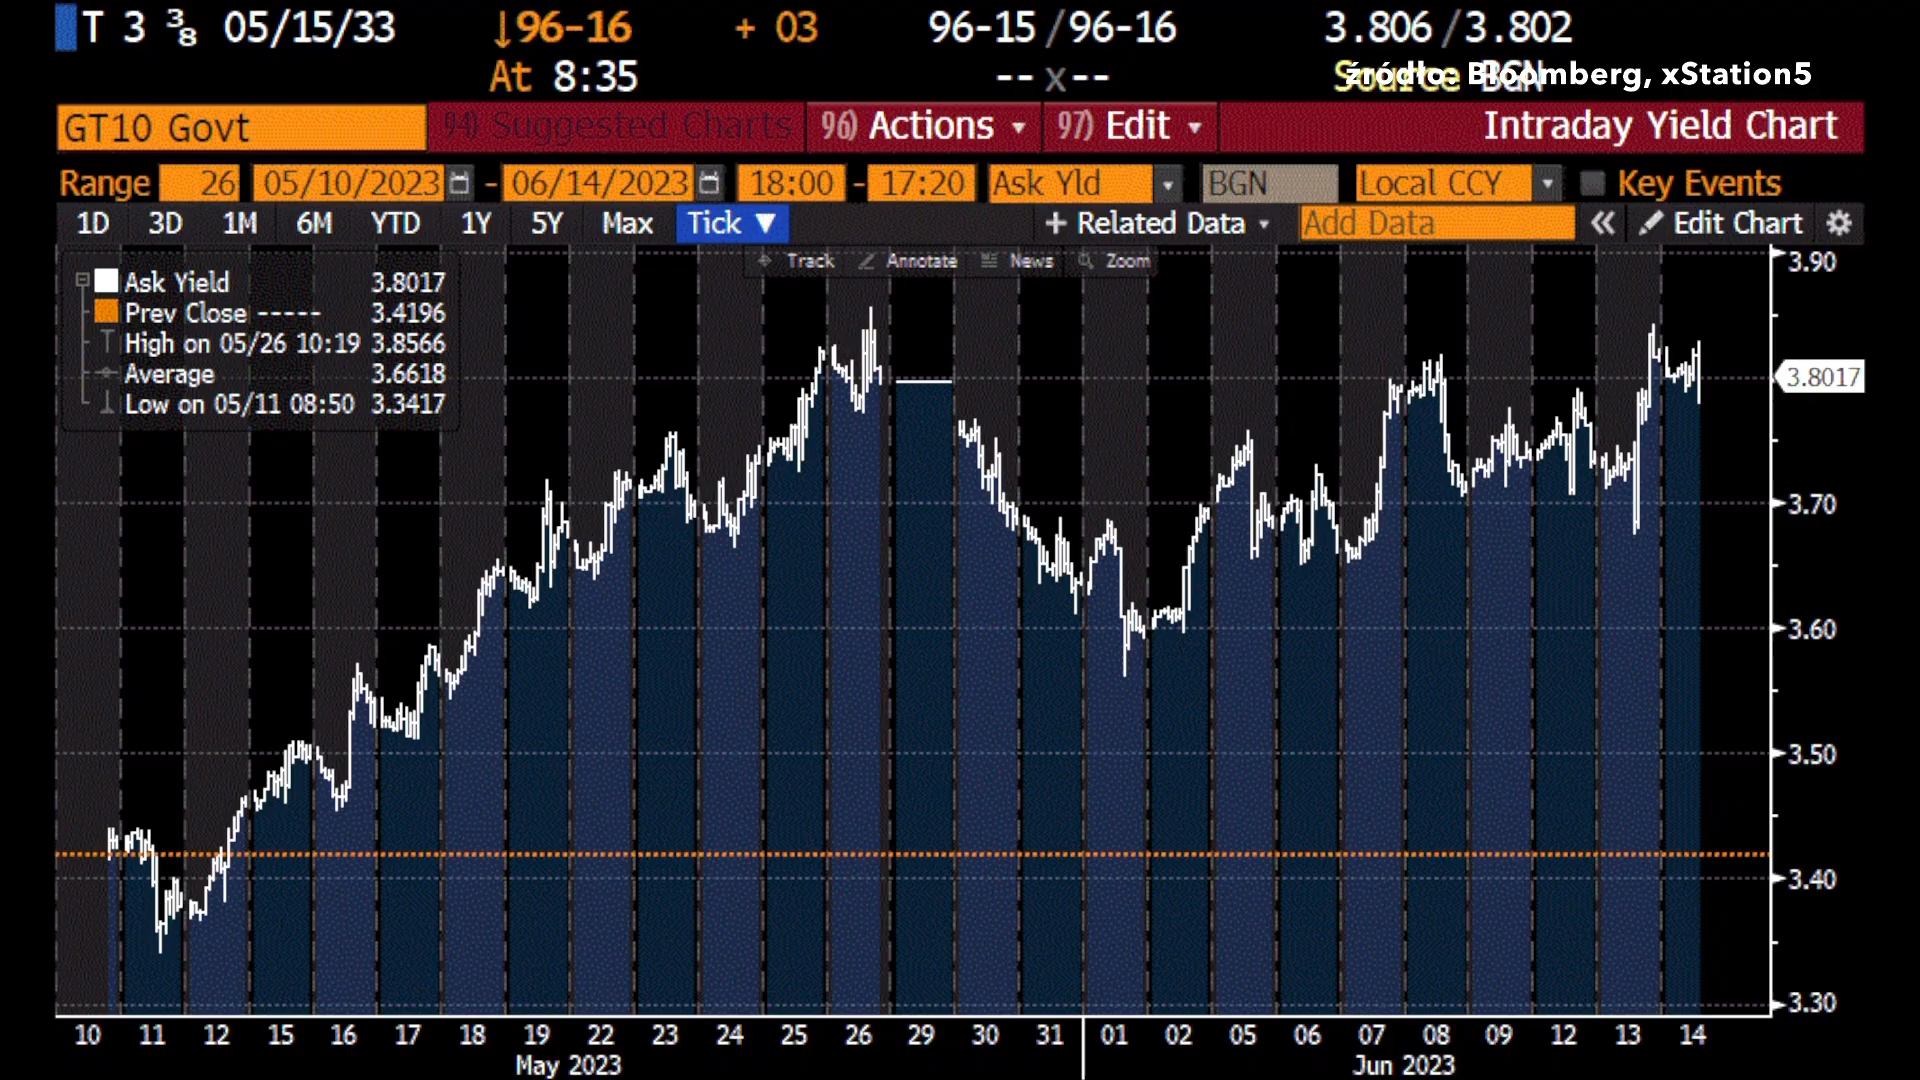 T 3 ⅜ 05/15/33 ↓96-16 + 03 96-15 /96-16 3.806 /3.802
At 8:35 -- x -- Source BGN
źródło: Bloomberg, xStation5
GT10 Govt 94) Suggested Charts 96) Actions 97) Edit Intraday Yield Chart
Range 26 05/10/2023 - 06/14/2023 18:00 - 17:20 Ask Yld BGN Local CCY Key Events
1D 3D 1M 6M YTD 1Y 5Y Max Tick ▼ + Related Data Add Data « Edit Chart
Track Annotate News Zoom
Ask Yield 3.8017
Prev Close ----- 3.4196
High on 05/26 10:19 3.8566
Average 3.6618
Low on 05/11 08:50 3.3417
3.90
3.8017
3.70
3.60
3.50
3.40
3.30
10 11 12 15 16 17 18 19 22 23 24 25 26 29 30 31 01 02 05 06 07 08 09 12 13 14
May 2023 Jun 2023